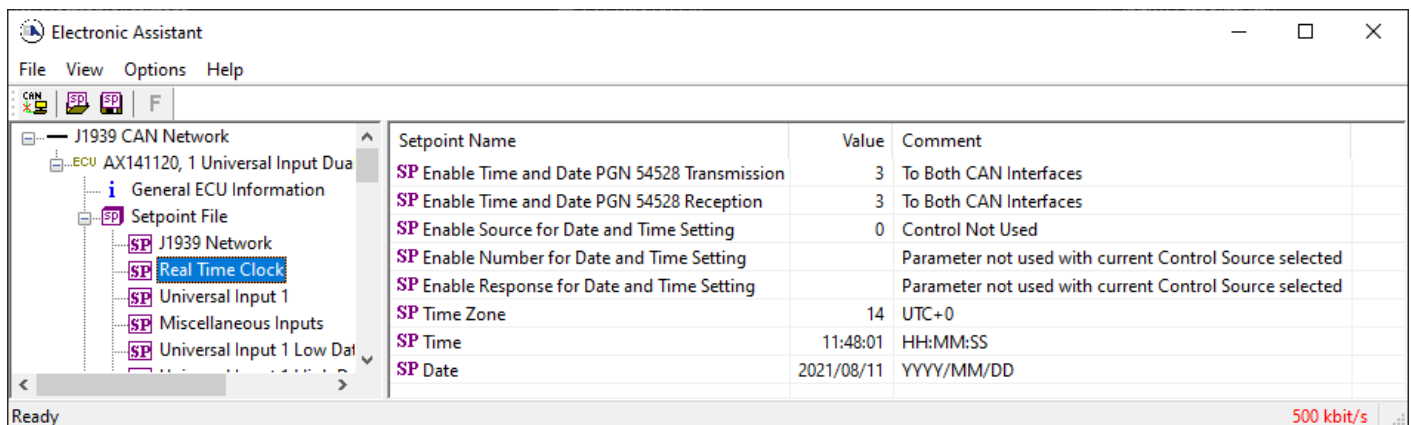 Electronic Assistant
File View Options Help
CAN SP SP F
J1939 CAN Network
ECU AX141120, 1 Universal Input Dua
i General ECU Information
SP Setpoint File
SP J1939 Network
SP Real Time Clock
SP Universal Input 1
SP Miscellaneous Inputs
SP Universal Input 1 Low Dat
Setpoint Name Value Comment
SP Enable Time and Date PGN 54528 Transmission 3 To Both CAN Interfaces
SP Enable Time and Date PGN 54528 Reception 3 To Both CAN Interfaces
SP Enable Source for Date and Time Setting 0 Control Not Used
SP Enable Number for Date and Time Setting Parameter not used with current Control Source selected
SP Enable Response for Date and Time Setting Parameter not used with current Control Source selected
SP Time Zone 14 UTC+0
SP Time 11:48:01 HH:MM:SS
SP Date 2021/08/11 YYYY/MM/DD
Ready 500 kbit/s